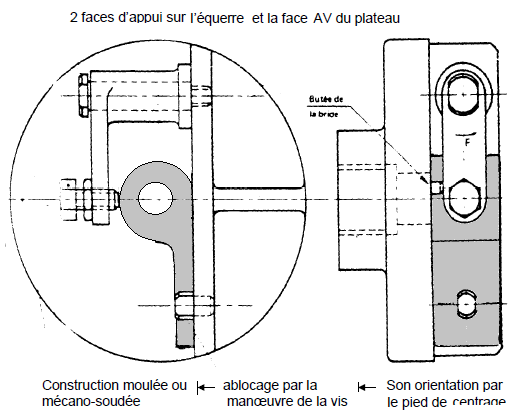 2 faces d'appui sur l'équerre et la face AV du plateau
Butée de
la bride
F
Construction moulée ou
mécano-soudée
ablocage par la
manœuvre de la vis
Son orientation par
le pied de centrage